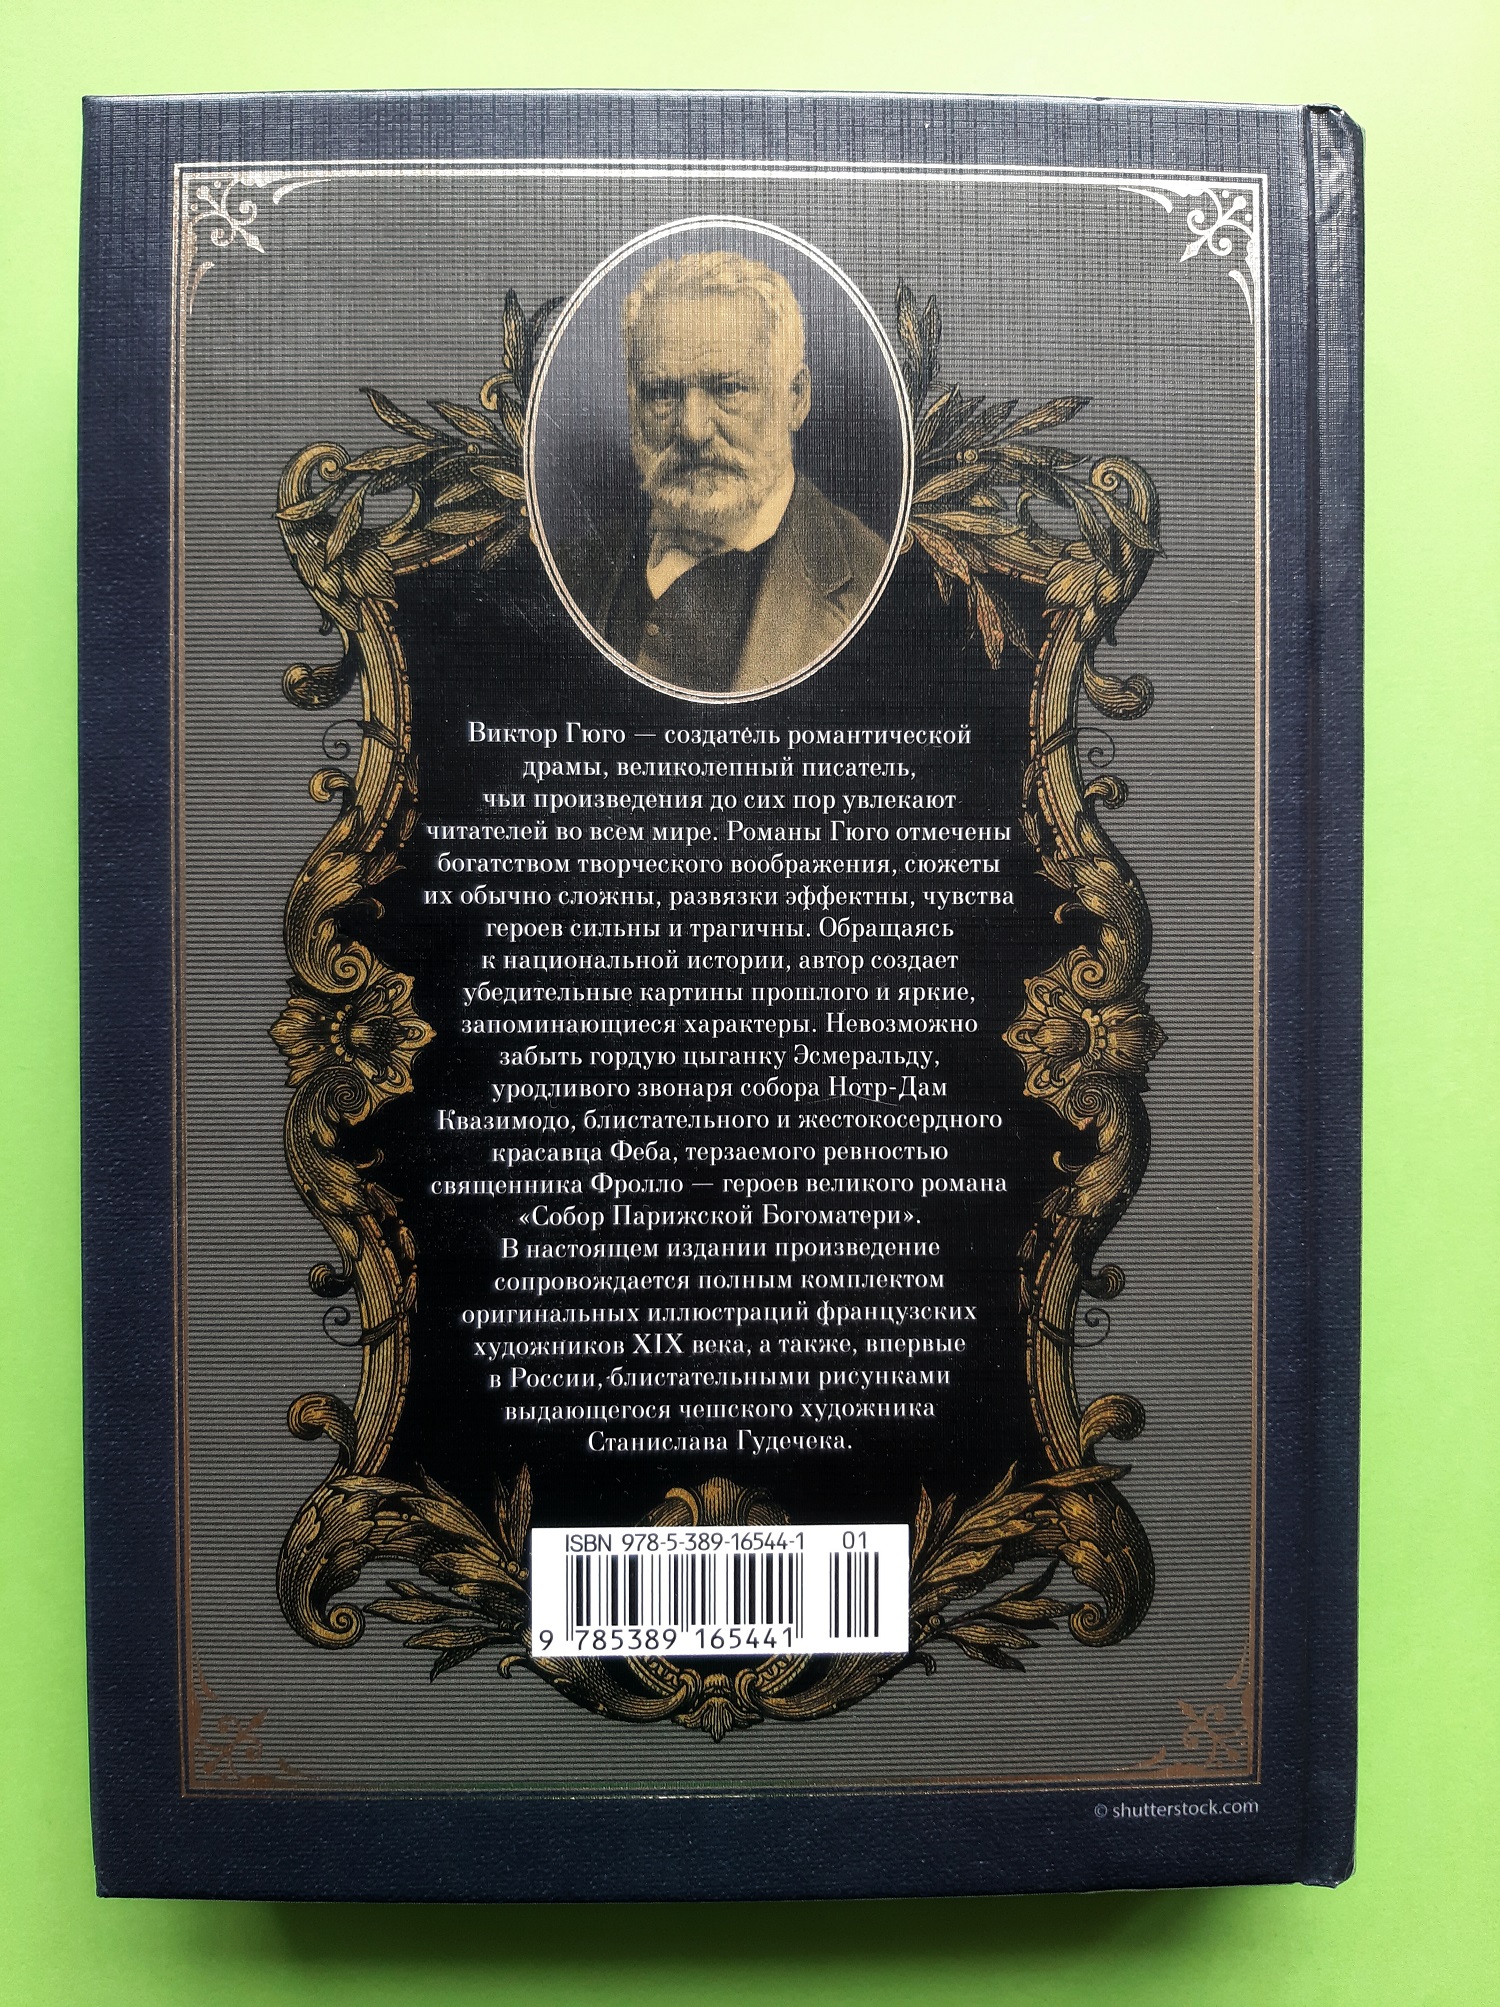 Виктор Гюго — создатель романтической
драмы, великолепный писатель,
чьи произведения до сих пор увлекают
читателей во всем мире. Романы Гюго отмечены
богатством творческого воображения, сюжеты
их обычно сложны, развязки эффектны, чувства
героев сильны и трагичны. Обращаясь
к национальной истории, автор создает
убедительные картины прошлого и яркие,
запоминающиеся характеры. Невозможно
забыть гордую цыганку Эсмеральду,
уродливого звонаря собора Нотр-Дам
Квазимодо, блистательного и жестокосердного
красавца Феба, терзаемого ревностью
священника Фролло — героев великого романа
«Собор Парижской Богоматери».
В настоящем издании произведение
сопровождается полным комплектом
оригинальных иллюстраций французских
художников XIX века, а также, впервые
в России, блистательными рисунками
выдающегося чешского художника
Станислава Гудечека.
ISBN 978-5-389-16544-1 01
9 785389 165441
© shutterstock.com